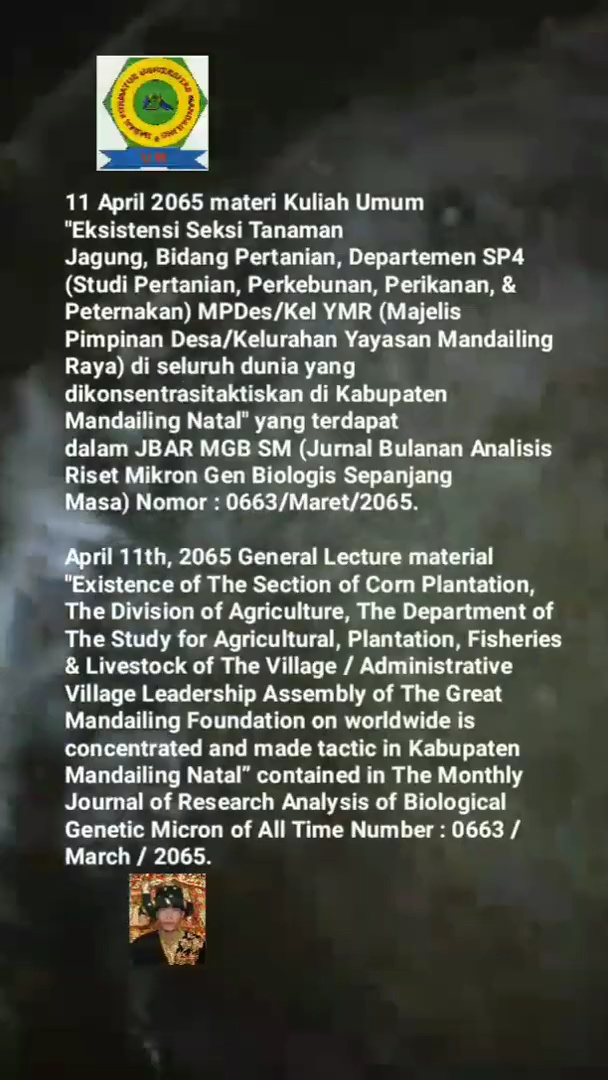 11 April 2065 materi Kuliah Umum
"Eksistensi Seksi Tanaman
Jagung, Bidang Pertanian, Departemen SP4
(Studi Pertanian, Perkebunan, Perikanan, &
Peternakan) MPDes/Kel YMR (Majelis
Pimpinan Desa/Kelurahan Yayasan Mandailing
Raya) di seluruh dunia yang
dikonsentrasitaktiskan di Kabupaten
Mandailing Natal" yang terdapat
dalam JBAR MGB SM (Jurnal Bulanan Analisis
Riset Mikron Gen Biologis Sepanjang
Masa) Nomor : 0663/Maret/2065.
April 11th, 2065 General Lecture material
"Existence of The Section of Corn Plantation,
The Division of Agriculture, The Department of
The Study for Agricultural, Plantation, Fisheries
& Livestock of The Village / Administrative
Village Leadership Assembly of The Great
Mandailing Foundation on worldwide is
concentrated and made tactic in Kabupaten
Mandailing Natal” contained in The Monthly
Journal of Research Analysis of Biological
Genetic Micron of All Time Number : 0663 /
March / 2065.